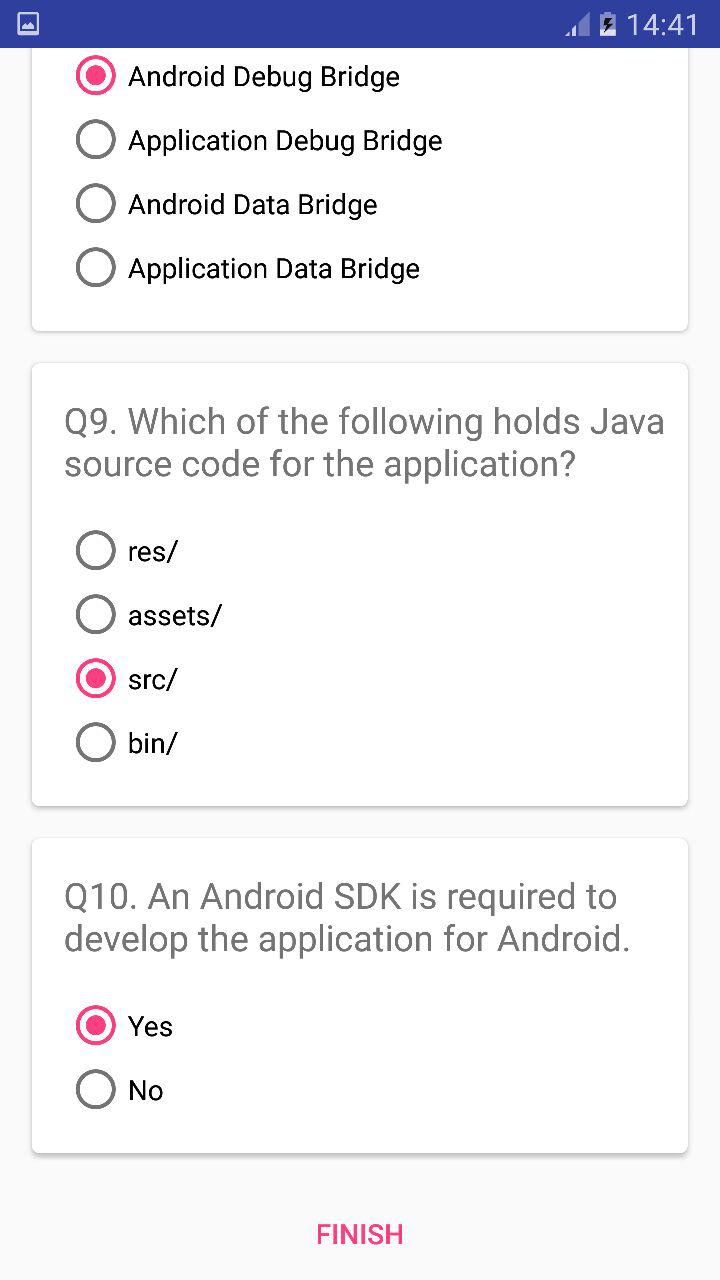 14:41
Android Debug Bridge
Application Debug Bridge
Android Data Bridge
Application Data Bridge
Q9. Which of the following holds Java
source code for the application?
res/
assets/
src/
bin/
Q10. An Android SDK is required to
develop the application for Android.
Yes
No
FINISH